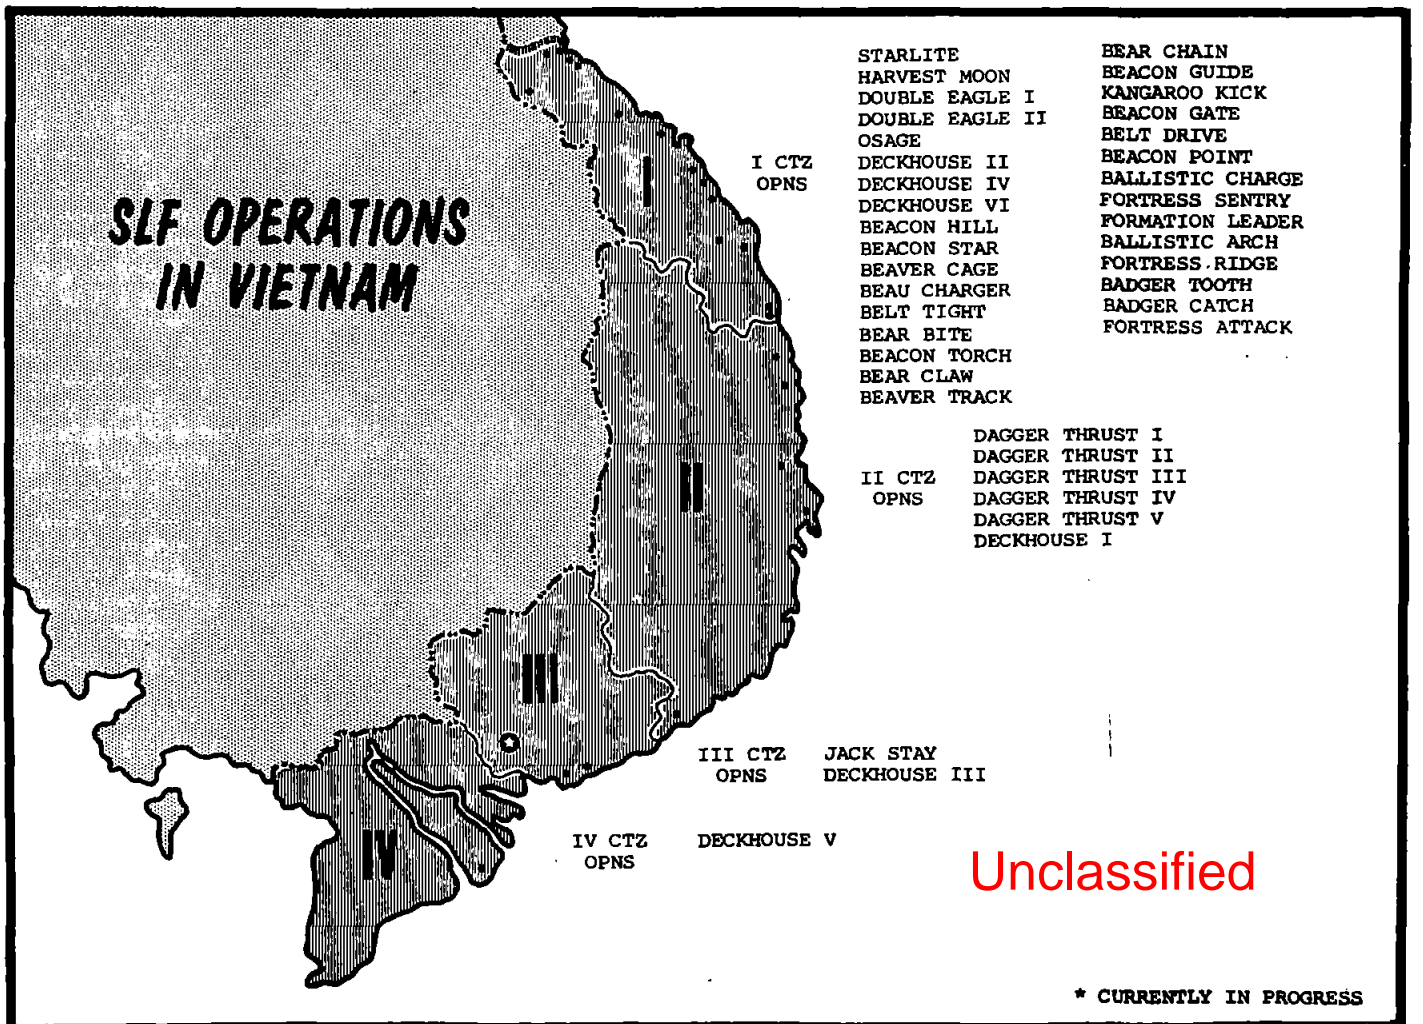 SLF OPERATIONS
IN VIETNAM
I
II
III
IV
I CTZ
OPNS
STARLITE
HARVEST MOON
DOUBLE EAGLE I
DOUBLE EAGLE II
OSAGE
DECKHOUSE II
DECKHOUSE IV
DECKHOUSE VI
BEACON HILL
BEACON STAR
BEAVER CAGE
BEAU CHARGER
BELT TIGHT
BEAR BITE
BEACON TORCH
BEAR CLAW
BEAVER TRACK
BEAR CHAIN
BEACON GUIDE
KANGAROO KICK
BEACON GATE
BELT DRIVE
BEACON POINT
BALLISTIC CHARGE
FORTRESS SENTRY
FORMATION LEADER
BALLISTIC ARCH
FORTRESS RIDGE
BADGER TOOTH
BADGER CATCH
FORTRESS ATTACK
II CTZ
OPNS
DAGGER THRUST I
DAGGER THRUST II
DAGGER THRUST III
DAGGER THRUST IV
DAGGER THRUST V
DECKHOUSE I
III CTZ
OPNS
JACK STAY
DECKHOUSE III
IV CTZ
OPNS
DECKHOUSE V
Unclassified
* CURRENTLY IN PROGRESS